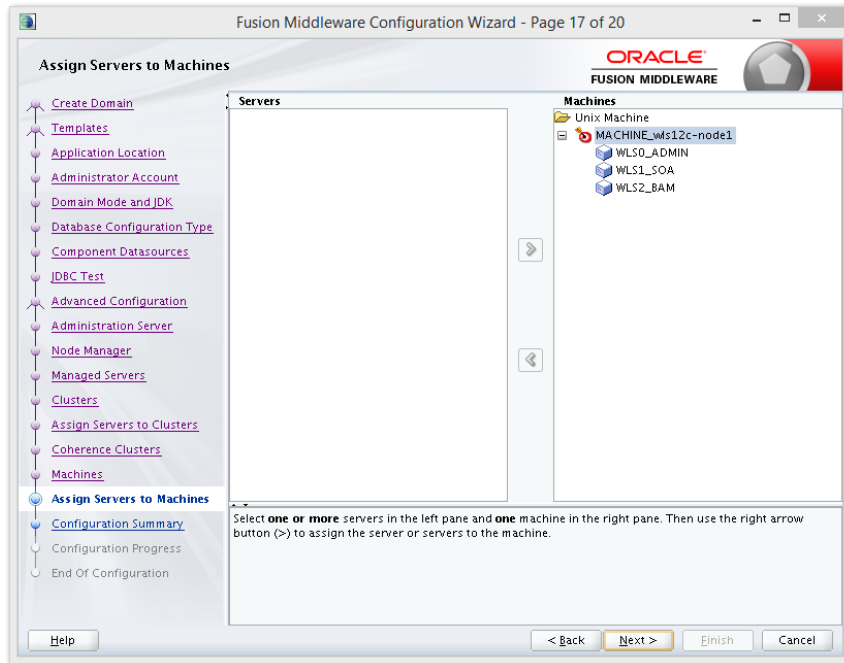 Fusion Middleware Configuration Wizard - Page 17 of 20
Assign Servers to Machines
ORACLE
FUSION MIDDLEWARE
Create Domain
Templates
Application Location
Administrator Account
Domain Mode and JDK
Database Configuration Type
Component Datasources
JDBC Test
Advanced Configuration
Administration Server
Node Manager
Managed Servers
Clusters
Assign Servers to Clusters
Coherence Clusters
Machines
Assign Servers to Machines
Configuration Summary
Configuration Progress
End Of Configuration
Servers
Machines
Unix Machine
MACHINE_wls12c-node1
WLS0_ADMIN
WLS1_SOA
WLS2_BAM
Select one or more servers in the left pane and one machine in the right pane. Then use the right arrow
button (>) to assign the server or servers to the machine.
Help
< Back
Next >
Finish
Cancel